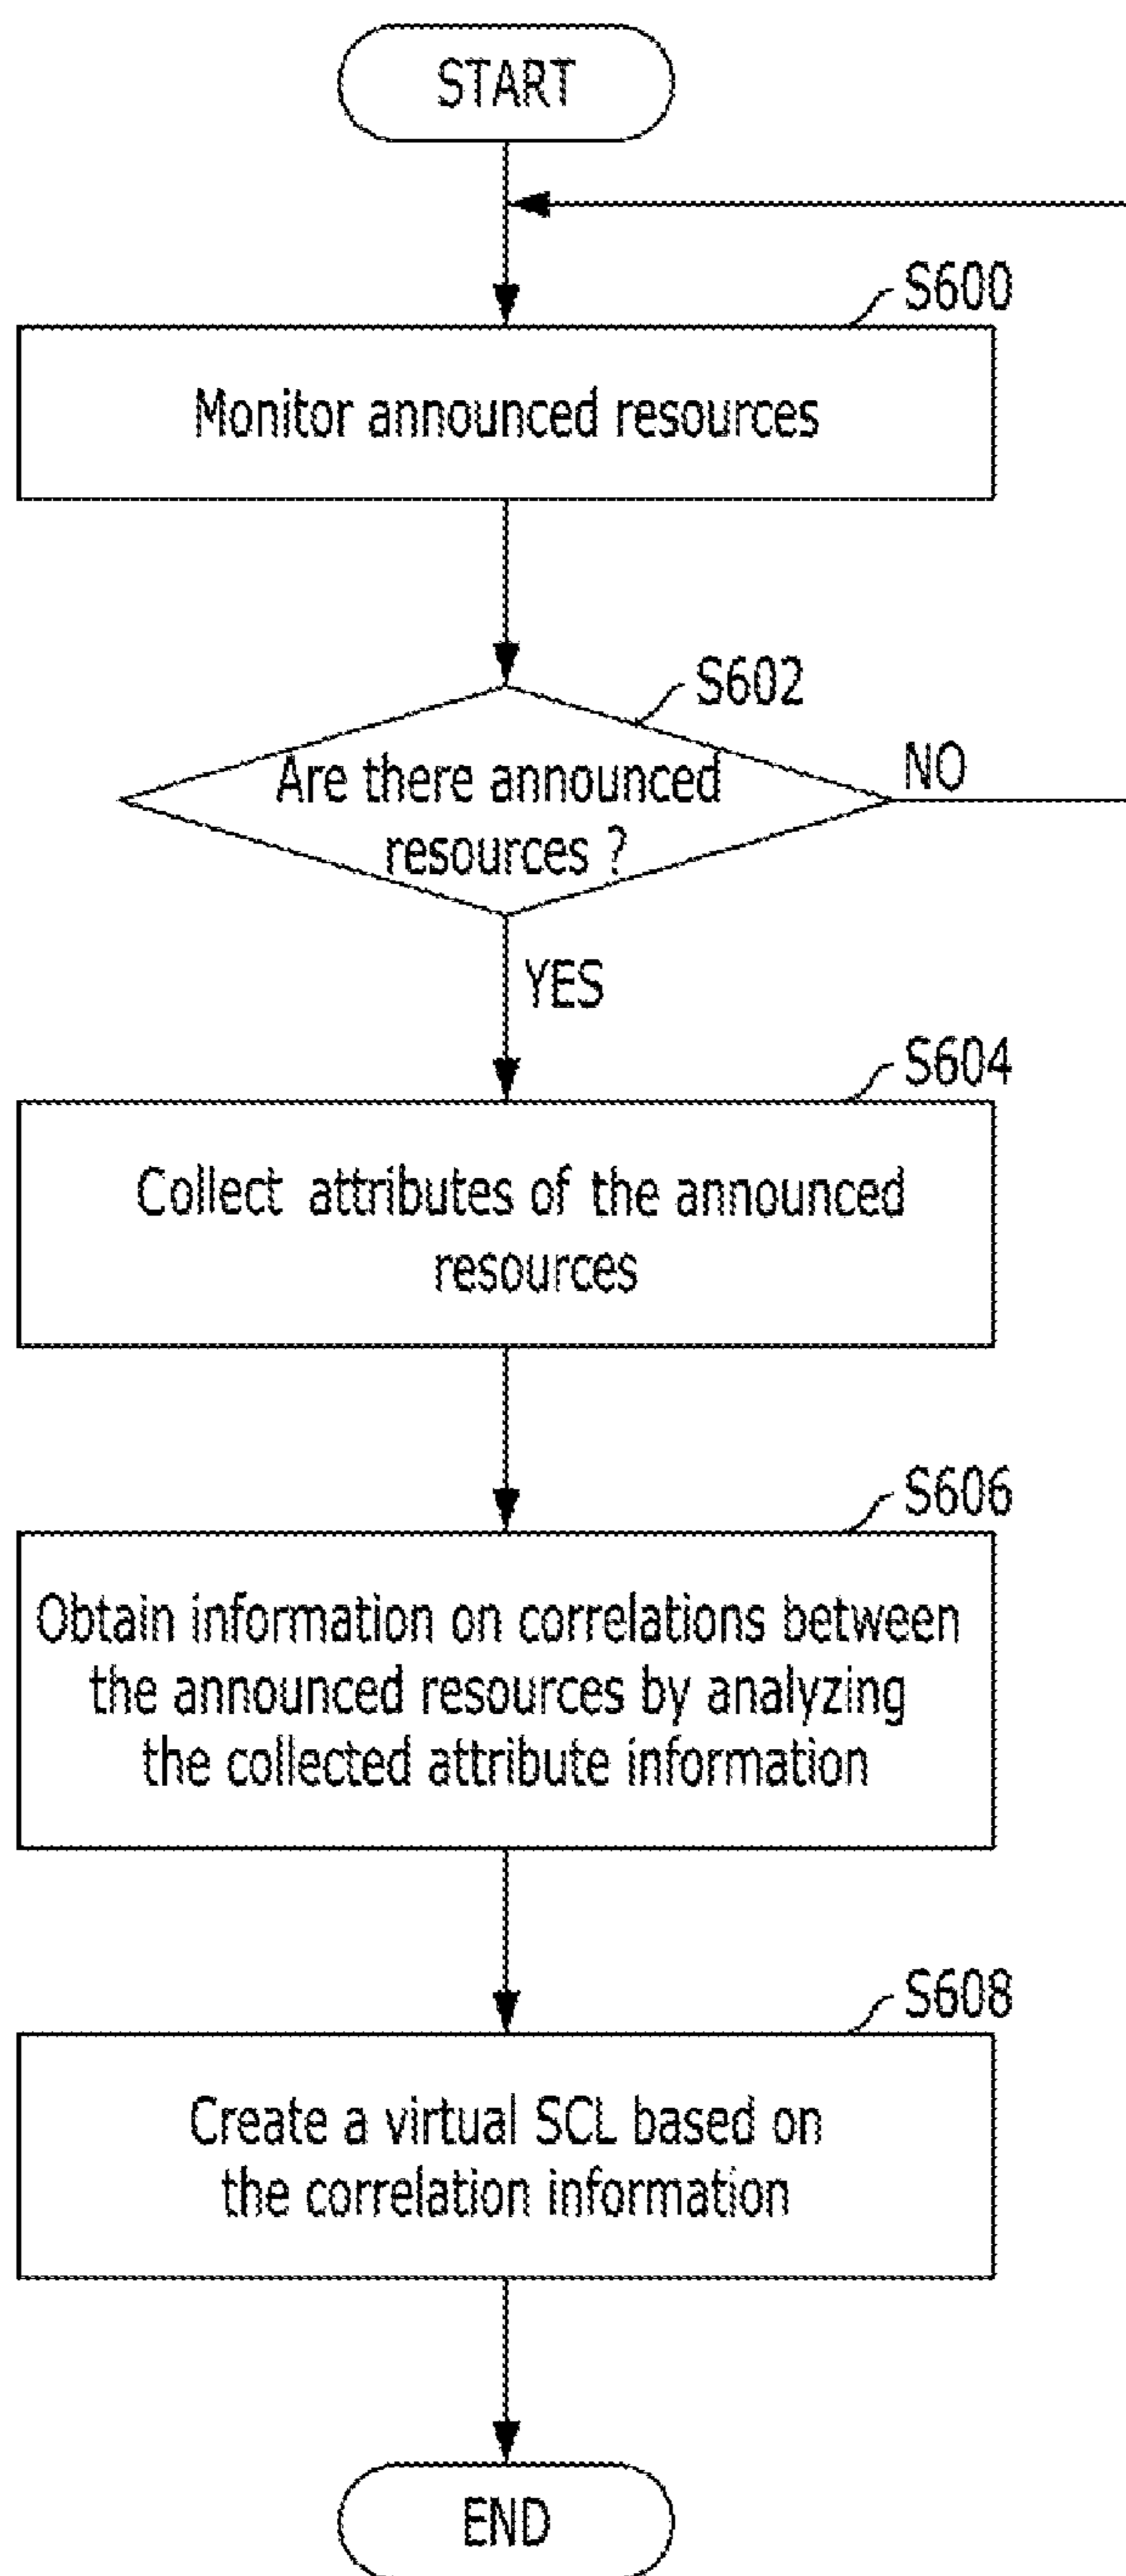 START
S600
Monitor announced resources
S602
Are there announced
resources ?
NO
YES
S604
Collect attributes of the announced
resources
S606
Obtain information on correlations between
the announced resources by analyzing
the collected attribute information
S608
Create a virtual SCL based on
the correlation information
END